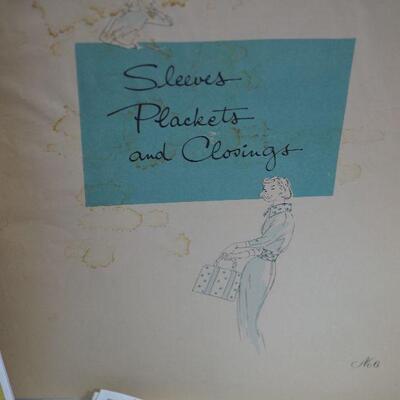 Sleeves
Plackets
and Closings
No 6